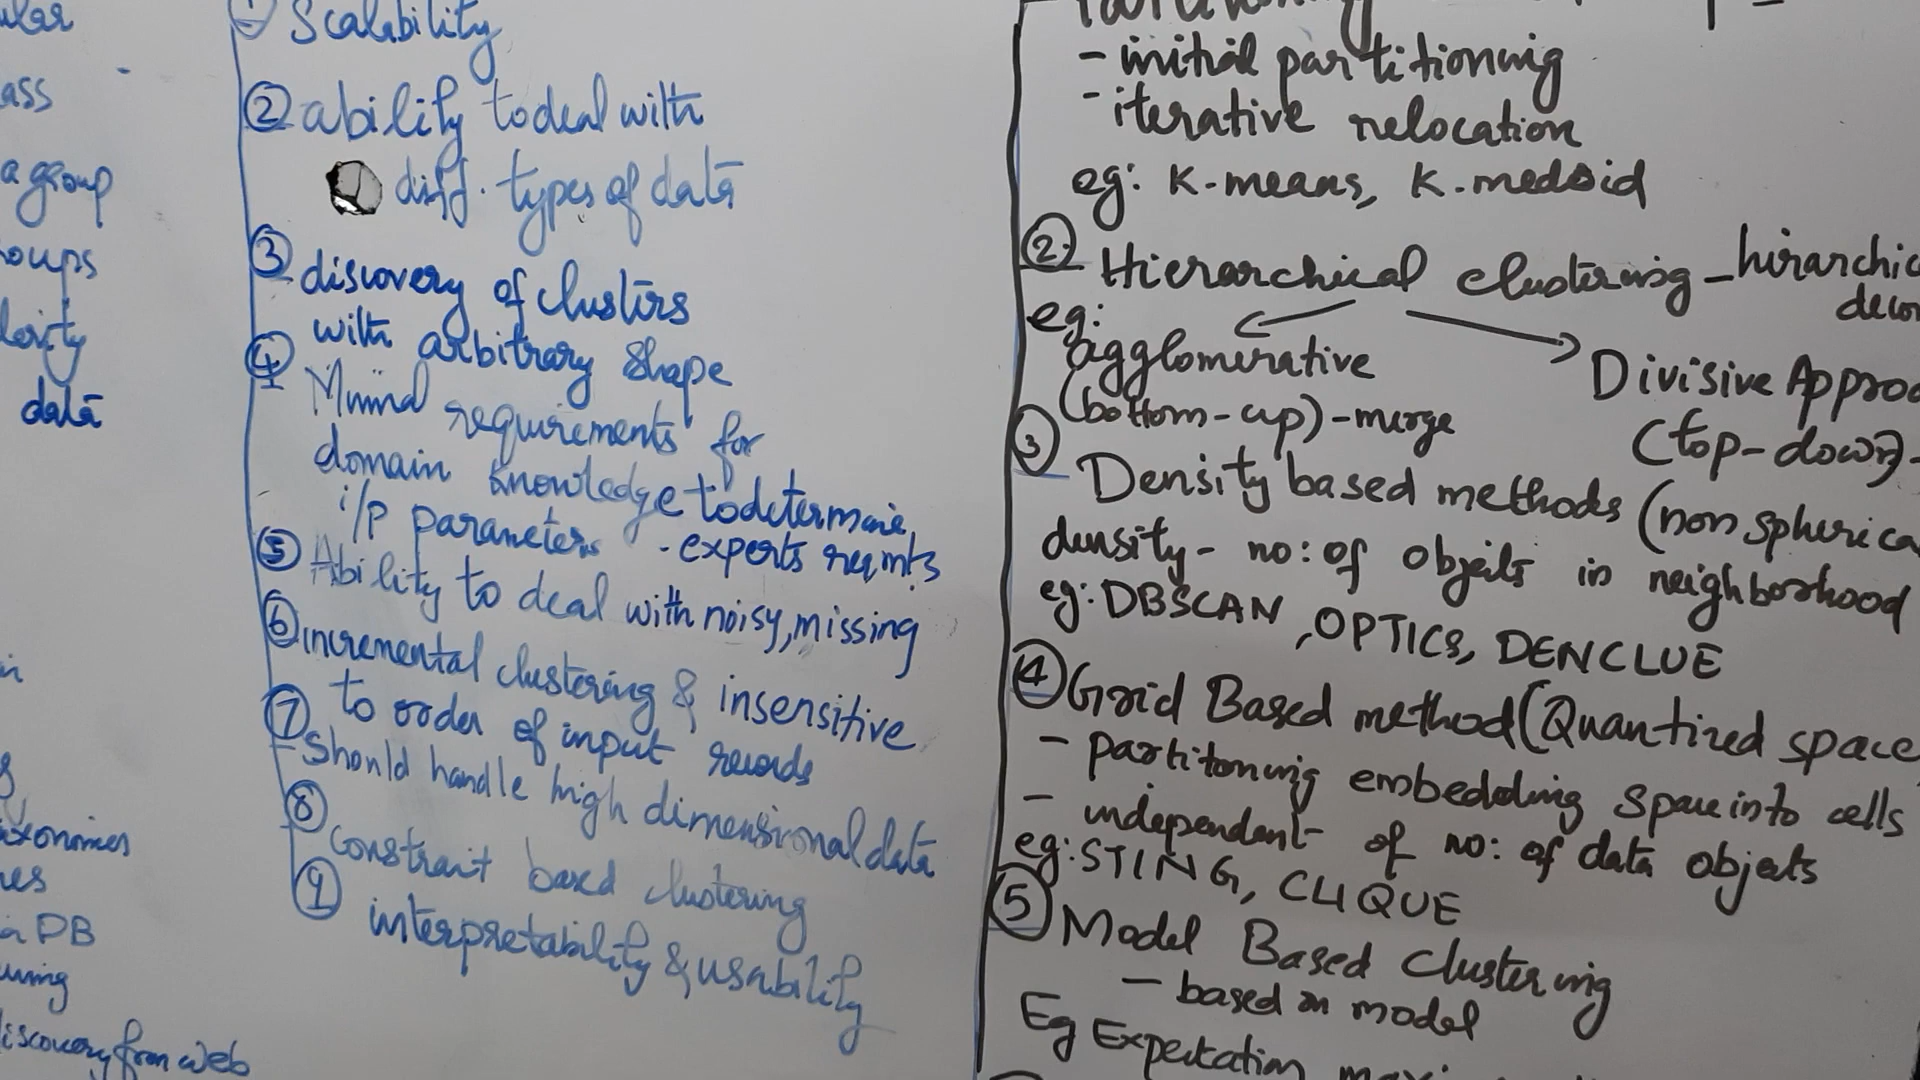 ass
a group
oups
data
axonomies
DB
discovery from web
① Scalability
② ability to deal with
diff. types of data
③ discovery of clusters
with arbitrary shape
④
requirements for
domain knowledge to determine
i/p parameters - experts reqmts
⑤ Ability to deal with noisy, missing
⑥ incremental clustering & insensitive
to order of input records
⑦ Should handle high dimensional data
⑧ Constrait based clustering
⑨ interpretability & usability
- initial partitioning
- iterative relocation
eg: K-means, K.medoid
② Hierarchical clustering - hirarchic
eg:
agglomerative
(bottom-up) - merge
Divisive Approa
(top-down) -
③ Density based methods (non spherica
density - no: of objects in neighborhood
eg: DBSCAN, OPTICS, DENCLUE
④ Grid Based method (Quantized space
- partitoning embedding space into cells
- independent of no: of data objects
eg: STING, CLIQUE
⑤ Model Based Clustering
- based on model
Eg Expectation